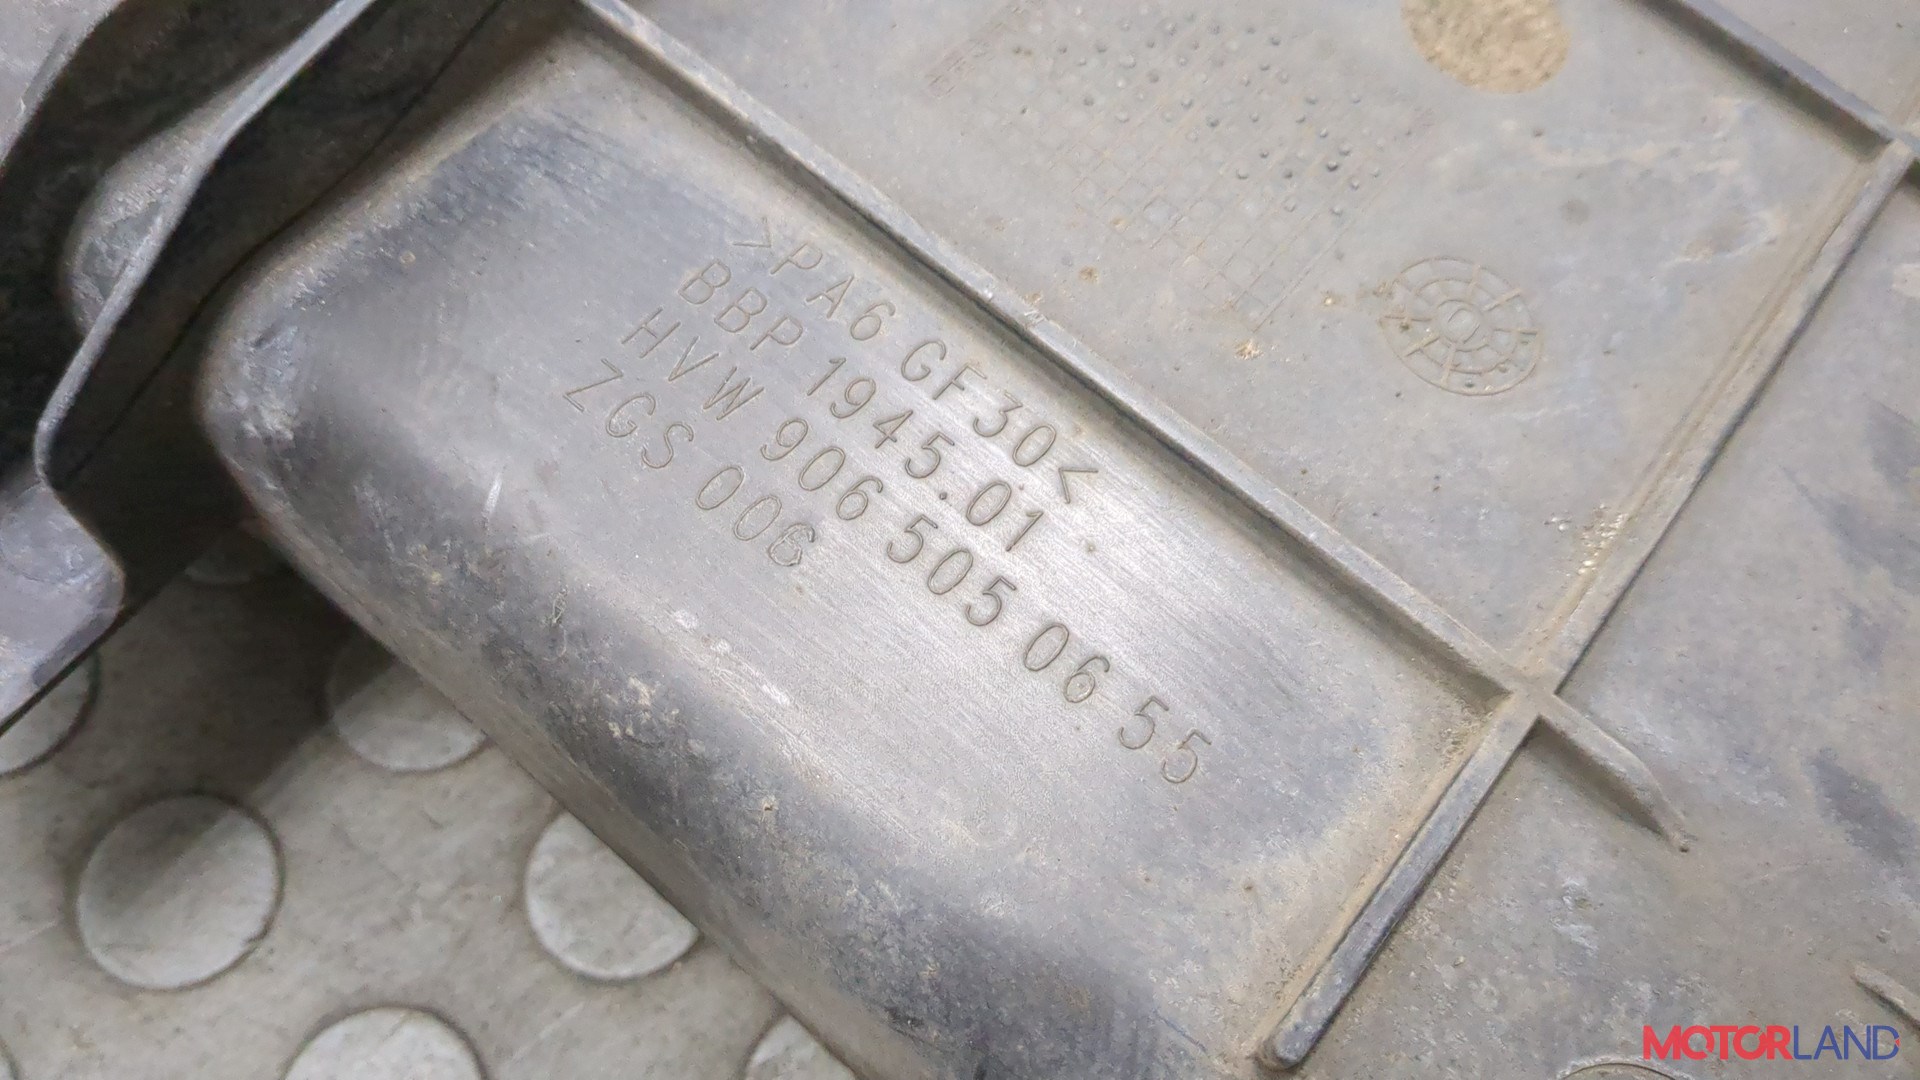 >PA6 GF30<
BBP 1945.01
HVW 906 505 06 55
ZGS 006
MOTORLAND